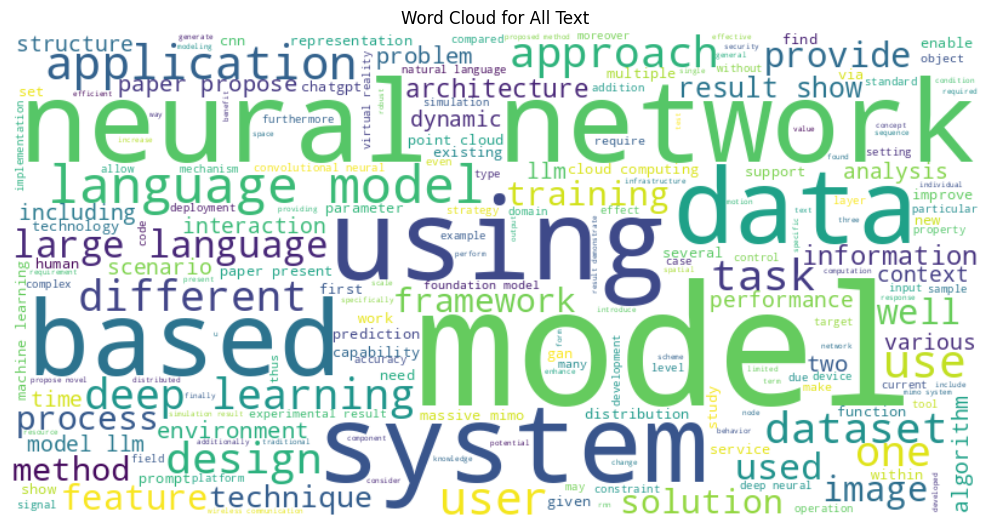 Word Cloud for All Text
generate
modeling
structure
cnn
representation
compared
proposed method
moreover
effective
find
enable
application
problem
approach
security
general
provide
object
set
paper propose
chatgpt
natural language
multiple
without
via
virtual reality
architecture
addition
single
result show
standard
condition
required
efficient
way
benefit
dynamic
simulation
robust
test
value
concept
sequence
neural network
furthermore
point cloud
existing
require
setting
space
increase
implementation
found
allow
mechanism
convolutional neural
even
llm
cloud computing
support
analysis
language model
type
training
infrastructure
individual
motion
layer
improve
including
deployment
providing
parameter
strategy
domain
effect
text
three
new
particular
technology
code
interaction
output
specific
property
using
data
example
perform
result demonstrate
several
control
large language
human
requirement
present
scenario
paper present
case
spatial
task
computation
information
complex
first
foundation model
scale
specifically
introduce
input
response
context
sample
different
framework
performance
work
target
well
machine learning
based
model
prediction
capability
accuracy
form
scheme
level
network
various
u
gan
many
enhance
two
limited
term
due
device
current
use
propose novel
distributed
finally
thus
need
development
make
include
mimo system
tool
deep learning
time
process
simulation result
experimental result
massive mimo
distribution
study
node
function
resource
environment
additionally
traditional
component
potential
behavior
dataset
algorithm
model llm
system
service
one
method
field
design
consider
knowledge
change
deep neural
used
within
prompt
platform
may
constraint
operation
image
show
feature
technique
user
given
solution
signal
wireless communication
rnn
developed